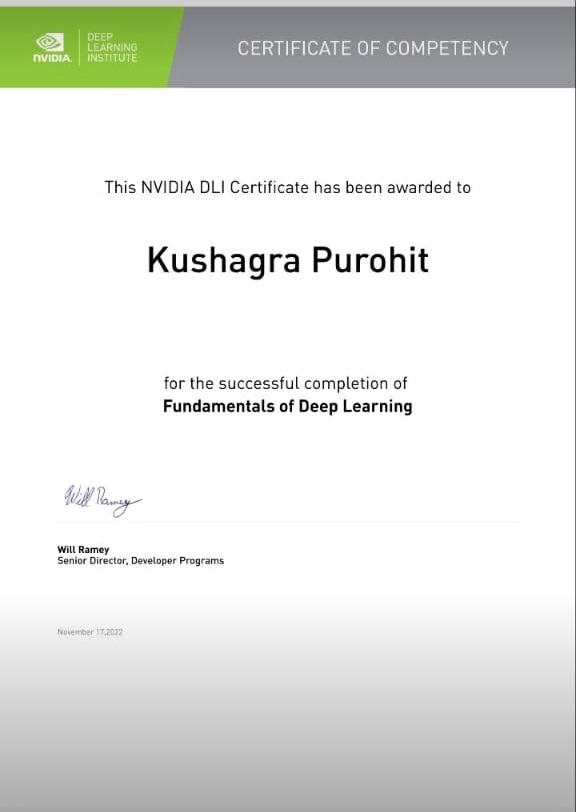 NVIDIA.
DEEP
LEARNING
INSTITUTE
CERTIFICATE OF COMPETENCY
This NVIDIA DLI Certificate has been awarded to
Kushagra Purohit
for the successful completion of
Fundamentals of Deep Learning
Will Ramey
Will Ramey
Senior Director, Developer Programs
November 17,2022